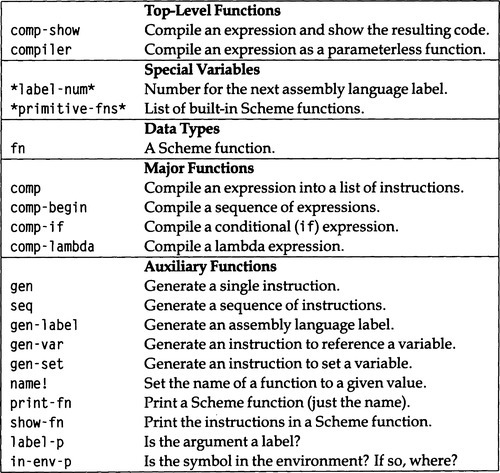 Top-Level Functions
comp-show Compile an expression and show the resulting code.
compiler Compile an expression as a parameterless function.
Special Variables
*label-num* Number for the next assembly language label.
*primitive-fns* List of built-in Scheme functions.
Data Types
fn A Scheme function.
Major Functions
comp Compile an expression into a list of instructions.
comp-begin Compile a sequence of expressions.
comp-if Compile a conditional (if) expression.
comp-lambda Compile a lambda expression.
Auxiliary Functions
gen Generate a single instruction.
seq Generate a sequence of instructions.
gen-label Generate an assembly language label.
gen-var Generate an instruction to reference a variable.
gen-set Generate an instruction to set a variable.
name! Set the name of a function to a given value.
print-fn Print a Scheme function (just the name).
show-fn Print the instructions in a Scheme function.
label-p Is the argument a label?
in-env-p Is the symbol in the environment? If so, where?